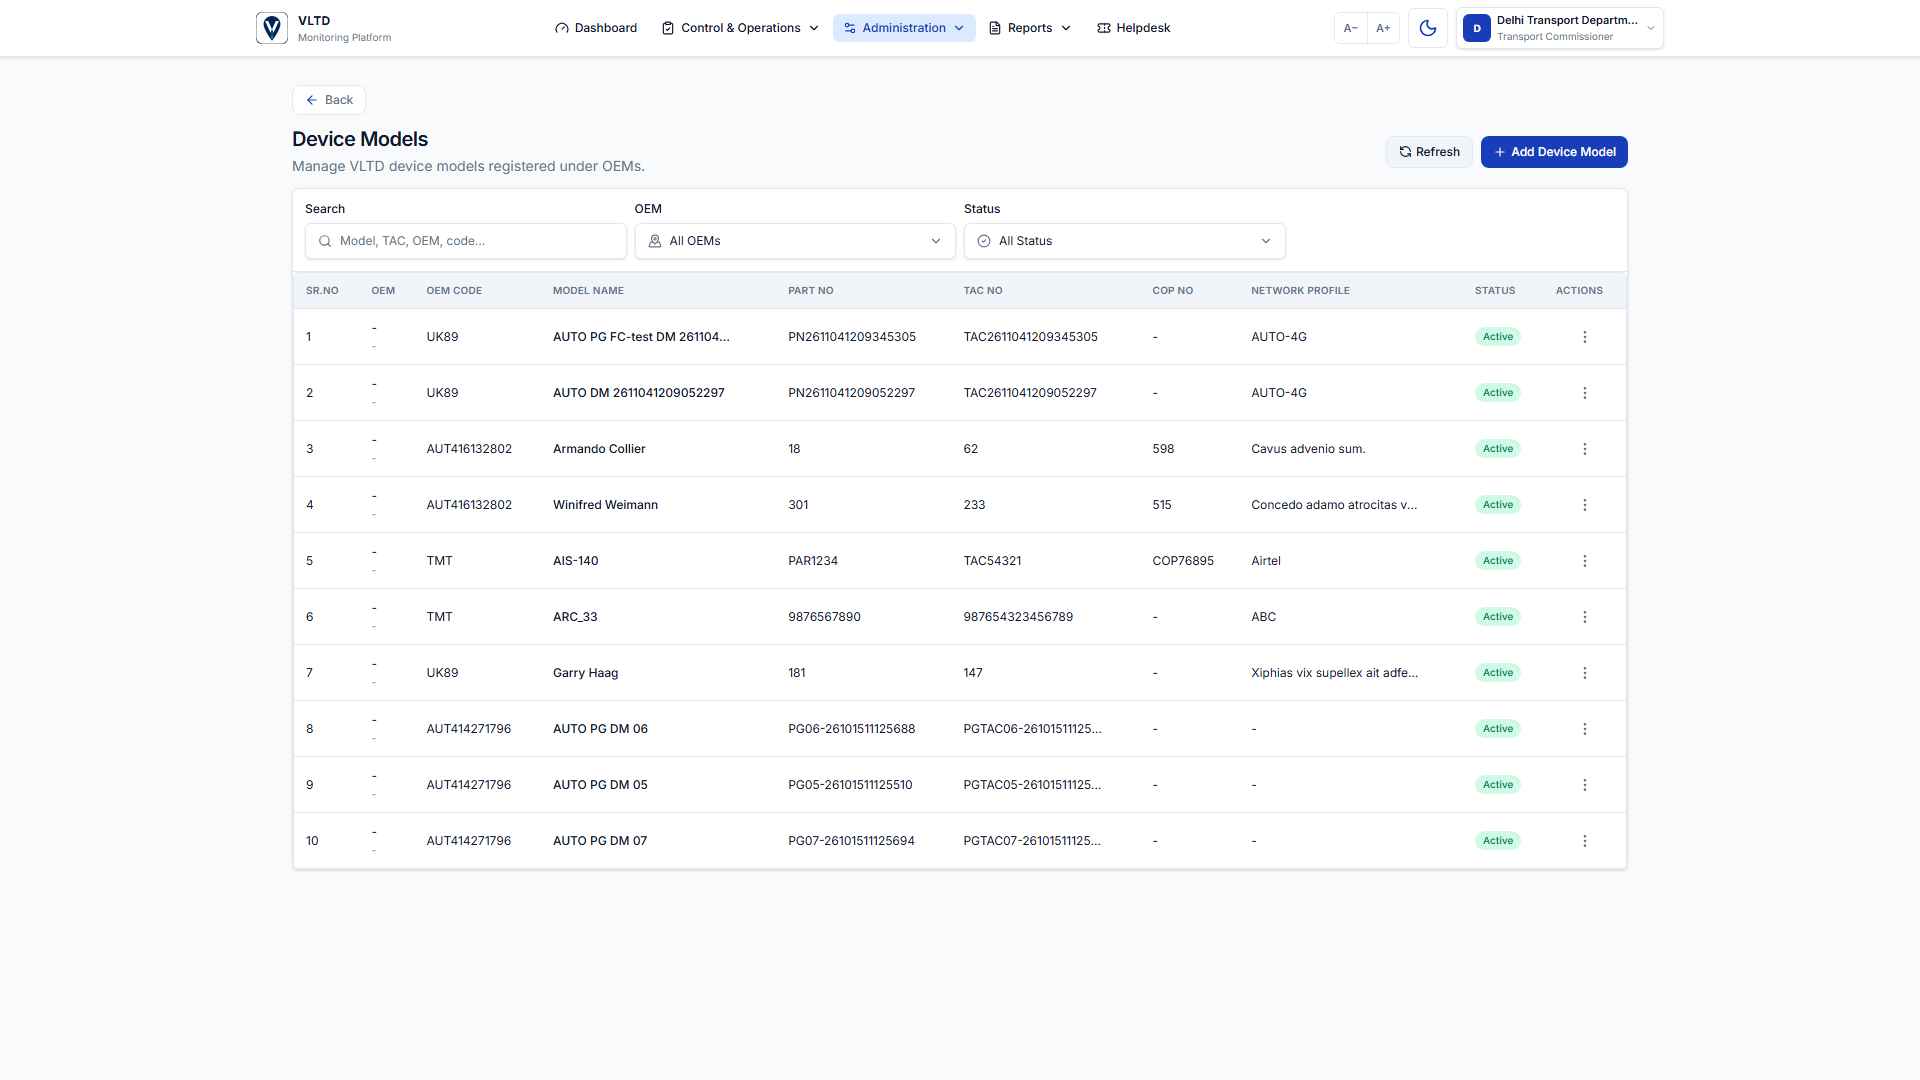 VLTD
Monitoring Platform
Dashboard
Control & Operations
Administration
Reports
Helpdesk
A−
A+
D
Delhi Transport Departm...
Transport Commissioner
Back
Device Models
Manage VLTD device models registered under OEMs.
Refresh
Add Device Model
Search
OEM
Status
Model, TAC, OEM, code...
All OEMs
All Status
SR.NO OEM OEM CODE MODEL NAME PART NO TAC NO COP NO NETWORK PROFILE STATUS ACTIONS
1 - - UK89 AUTO PG FC-test DM 261104... PN2611041209345305 TAC2611041209345305 - AUTO-4G Active
2 - - UK89 AUTO DM 2611041209052297 PN2611041209052297 TAC2611041209052297 - AUTO-4G Active
3 - - AUT416132802 Armando Collier 18 62 598 Cavus advenio sum. Active
4 - - AUT416132802 Winifred Weimann 301 233 515 Concedo adamo atrocitas v... Active
5 - - TMT AIS-140 PAR1234 TAC54321 COP76895 Airtel Active
6 - - TMT ARC_33 9876567890 987654323456789 - ABC Active
7 - - UK89 Garry Haag 181 147 - Xiphias vix supellex ait adfe... Active
8 - - AUT414271796 AUTO PG DM 06 PG06-26101511125688 PGTAC06-26101511125... - - Active
9 - - AUT414271796 AUTO PG DM 05 PG05-26101511125510 PGTAC05-26101511125... - - Active
10 - - AUT414271796 AUTO PG DM 07 PG07-26101511125694 PGTAC07-26101511125... - - Active